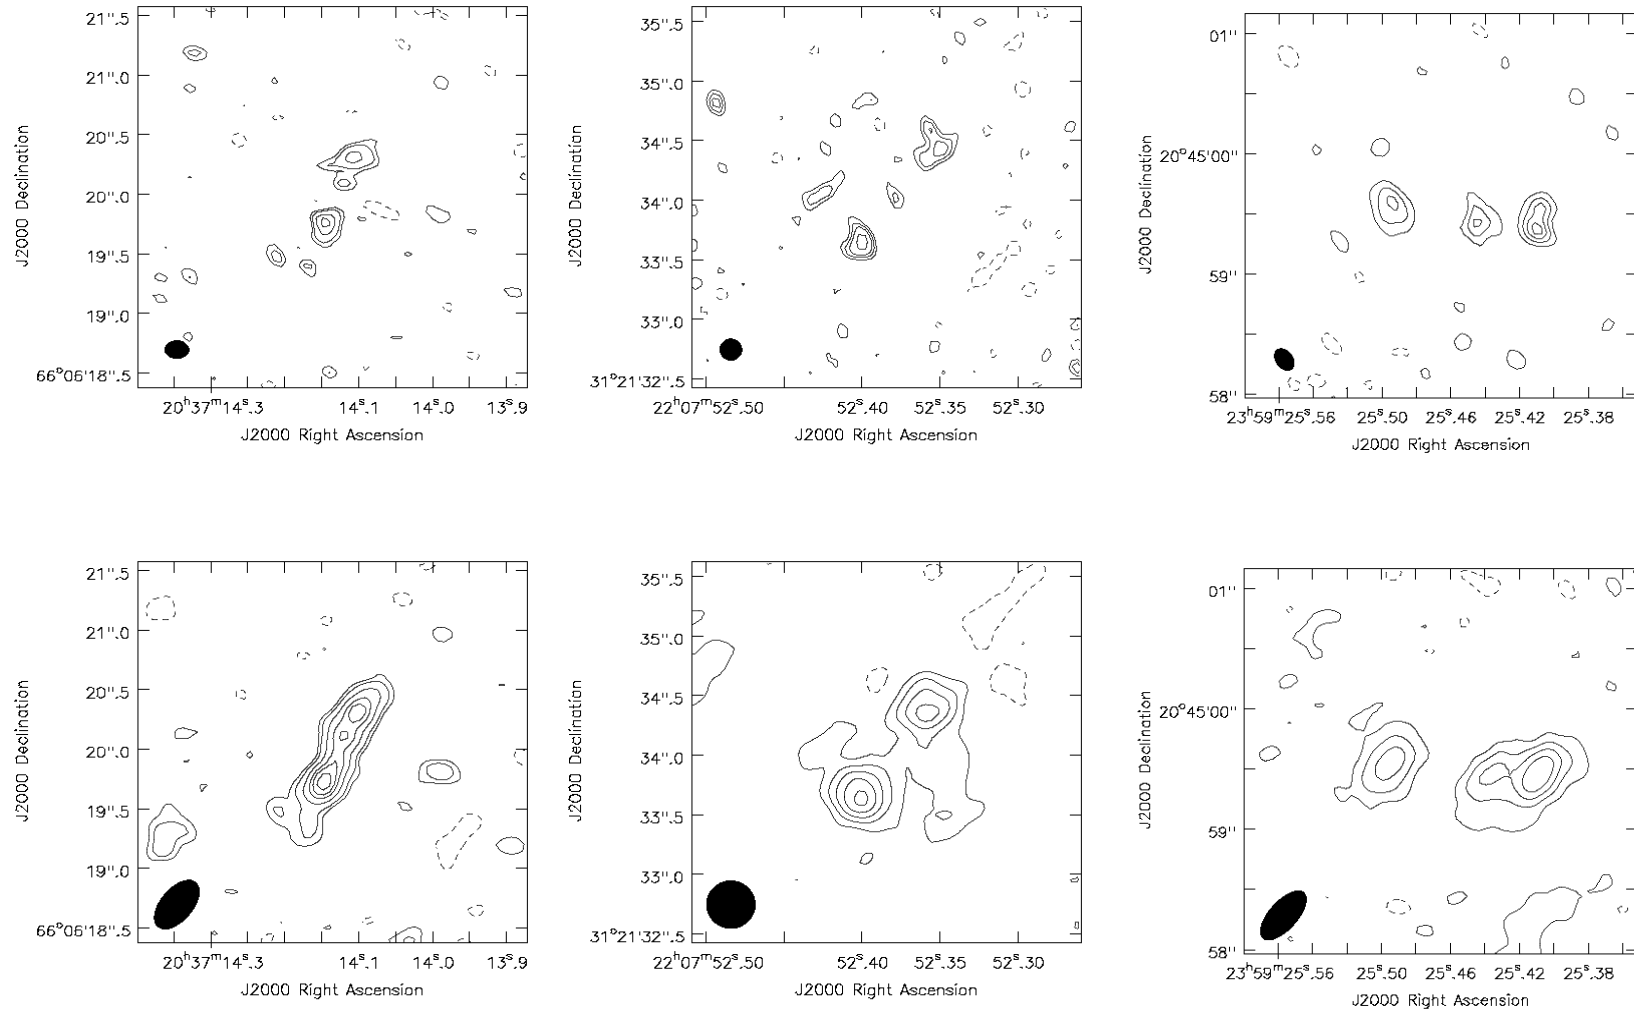 21".5
21".0
20".5
20".0
19".5
19".0
66°06'18".5
J2000 Declination
20h37m14s.3 14s.1 14s.0 13s.9
J2000 Right Ascension
35".5
35".0
34".5
34".0
33".5
33".0
31°21'32".5
J2000 Declination
22h07m52s.50 52s.40 52s.35 52s.30
J2000 Right Ascension
01"
20°45'00"
59"
58"
J2000 Declination
23h59m25s.56 25s.50 25s.46 25s.42 25s.38
J2000 Right Ascension
21".5
21".0
20".5
20".0
19".5
19".0
66°06'18".5
J2000 Declination
20h37m14s.3 14s.1 14s.0 13s.9
J2000 Right Ascension
35".5
35".0
34".5
34".0
33".5
33".0
31°21'32".5
J2000 Declination
22h07m52s.50 52s.40 52s.35 52s.30
J2000 Right Ascension
01"
20°45'00"
59"
58"
J2000 Declination
23h59m25s.56 25s.50 25s.46 25s.42 25s.38
J2000 Right Ascension